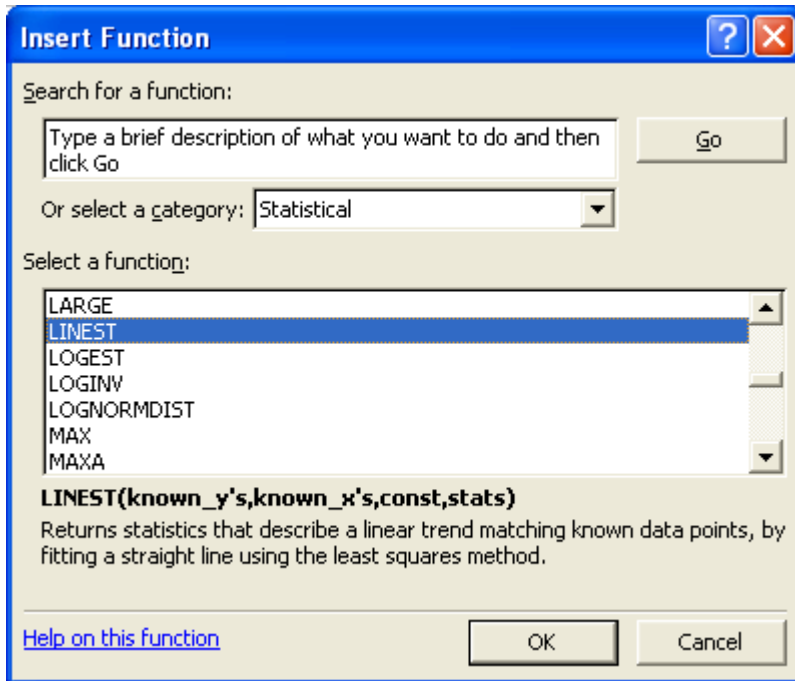 Insert Function
Search for a function:
Type a brief description of what you want to do and then
click Go
Go
Or select a category: Statistical
Select a function:
LARGE
LINEST
LOGEST
LOGINV
LOGNORMDIST
MAX
MAXA
LINEST(known_y's,known_x's,const,stats)
Returns statistics that describe a linear trend matching known data points, by
fitting a straight line using the least squares method.
Help on this function
OK
Cancel